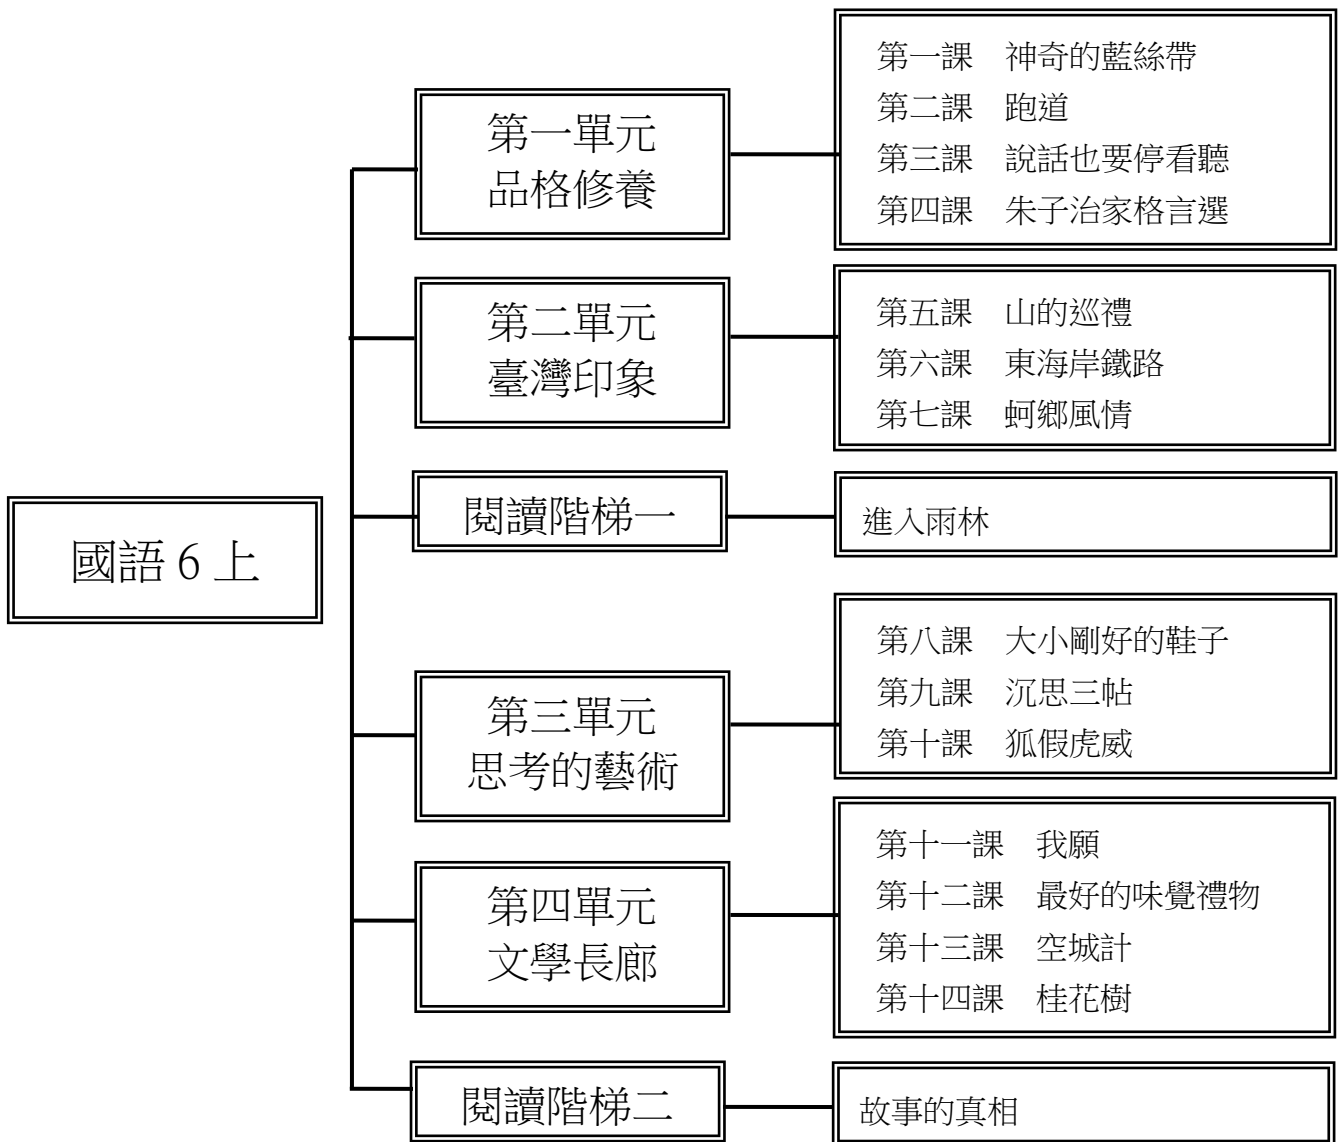 國語 6 上
第一單元
品格修養
第一課　神奇的藍絲帶
第二課　跑道
第三課　說話也要停看聽
第四課　朱子治家格言選
第二單元
臺灣印象
第五課　山的巡禮
第六課　東海岸鐵路
第七課　蚵鄉風情
閱讀階梯一
進入雨林
第三單元
思考的藝術
第八課　大小剛好的鞋子
第九課　沉思三帖
第十課　狐假虎威
第四單元
文學長廊
第十一課　我願
第十二課　最好的味覺禮物
第十三課　空城計
第十四課　桂花樹
閱讀階梯二
故事的真相